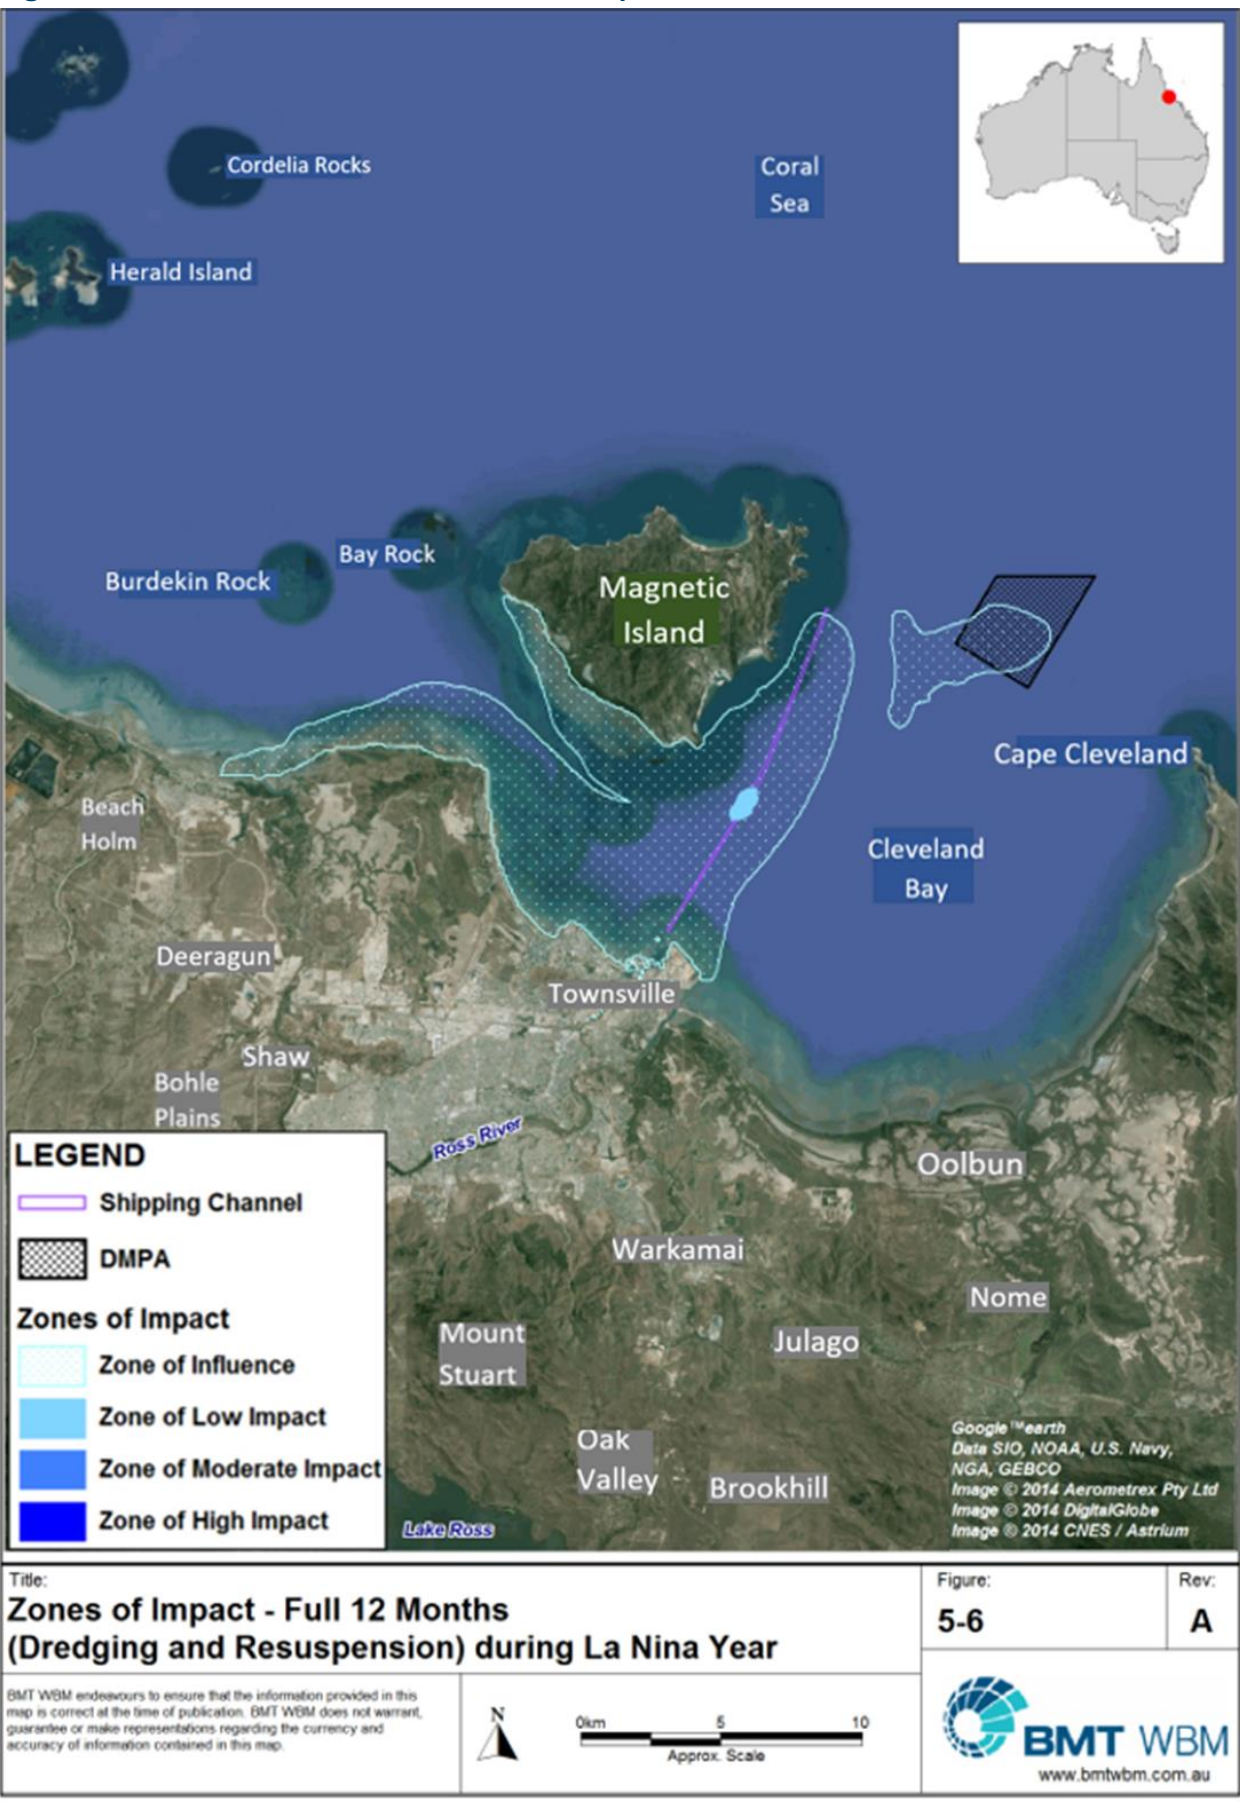 Cordelia Rocks
Coral
Sea
Herald Island
Bay Rock
Burdekin Rock
Magnetic
Island
Cape Cleveland
Beach
Holm
Cleveland
Bay
Deeragun
Townsville
Shaw
Bohle
Plains
Ross River
Oolbun
Warkamai
Nome
Mount
Stuart
Julago
Oak
Valley
Brookhill
Lake Ross
LEGEND
Shipping Channel
DMPA
Zones of Impact
Zone of Influence
Zone of Low Impact
Zone of Moderate Impact
Zone of High Impact
Google™earth
Data SIO, NOAA, U.S. Navy,
NGA, GEBCO
Image © 2014 Aerometrex Pty Ltd
Image © 2014 DigitalGlobe
Image © 2014 CNES / Astrium
Title:
Zones of Impact - Full 12 Months
(Dredging and Resuspension) during La Nina Year
Figure:
5-6
Rev:
A
BMT WBM endeavours to ensure that the information provided in this
map is correct at the time of publication. BMT WBM does not warrant,
guarantee or make representations regarding the currency and
accuracy of information contained in this map.
N
0km 5 10
Approx. Scale
BMT WBM
www.bmtwbm.com.au